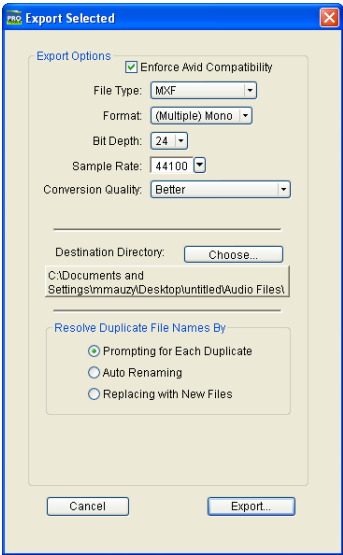 PRO Export Selected
Export Options
Enforce Avid Compatibility
File Type: MXF
Format: (Multiple) Mono
Bit Depth: 24
Sample Rate: 44100
Conversion Quality: Better
Destination Directory: Choose...
C:\Documents and
Settings\mmauzy\Desktop\untitled\Audio Files\
Resolve Duplicate File Names By
Prompting for Each Duplicate
Auto Renaming
Replacing with New Files
Cancel Export...